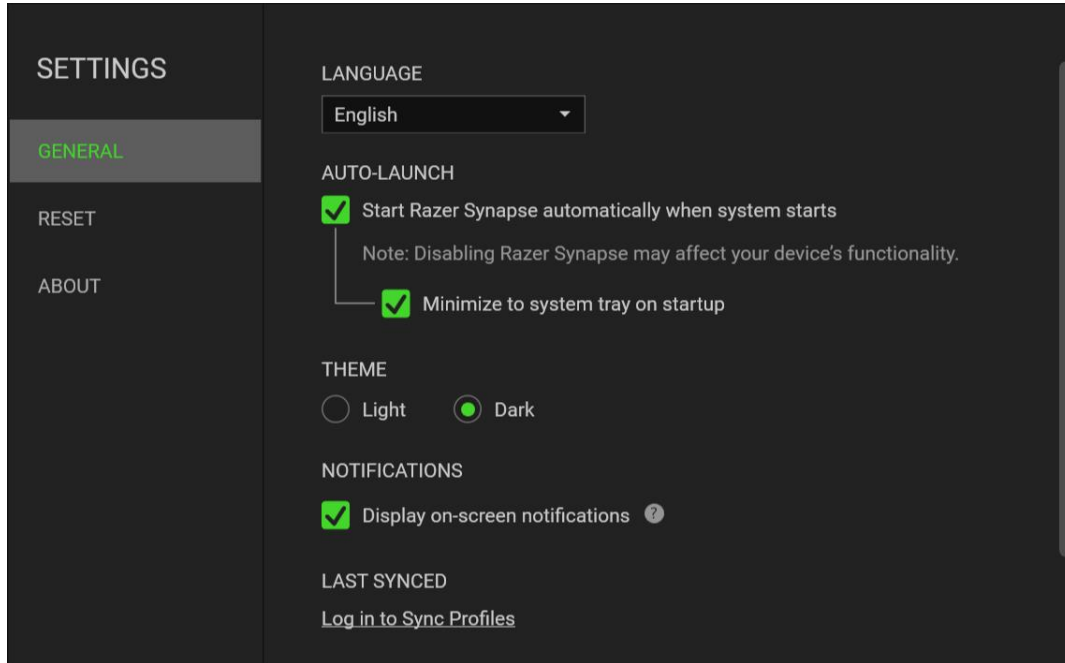 SETTINGS
GENERAL
RESET
ABOUT
LANGUAGE
English
AUTO-LAUNCH
Start Razer Synapse automatically when system starts
Note: Disabling Razer Synapse may affect your device’s functionality.
Minimize to system tray on startup
THEME
Light Dark
NOTIFICATIONS
Display on-screen notifications ?
LAST SYNCED
Log in to Sync Profiles